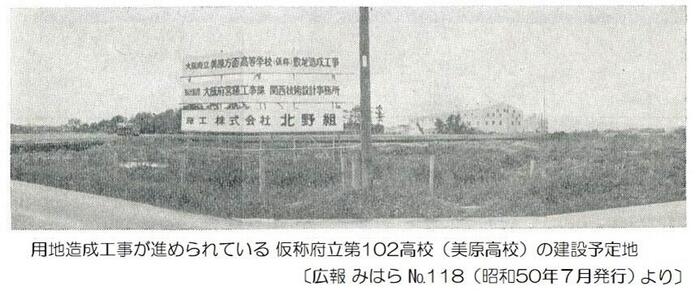 大阪府立美原方面高等学校(仮称)敷地造成工事
大阪府営繕工事課 関西技術設計事務所
施工 株式会社 北野組
用地造成工事が進められている 仮称府立第102高校（美原高校）の建設予定地
〔広報 みはら №118（昭和50年7月発行）より〕